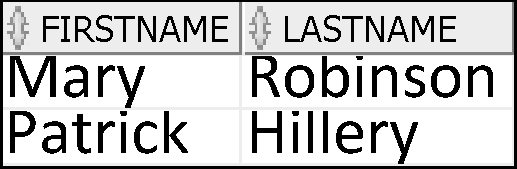 FIRSTNAME LASTNAME
Mary Robinson
Patrick Hillery